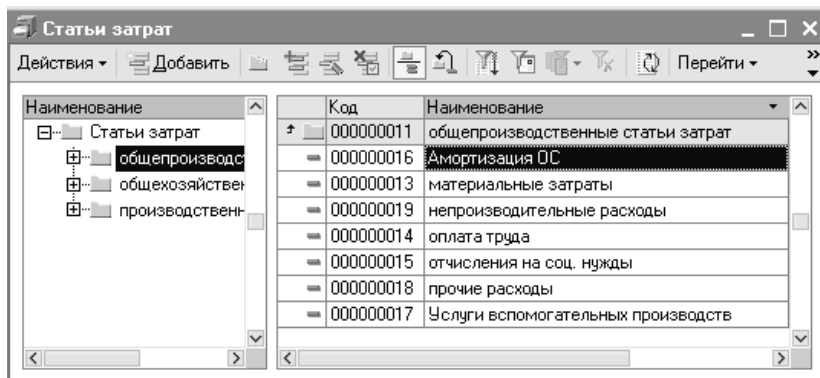 Статьи затрат
Действия Добавить Перейти »
Наименование
Статьи затрат
общепроизводс
общехозяйствен
производственн
Код Наименование
000000011 общепроизводственные статьи затрат
000000016 Амортизация ОС
000000013 материальные затраты
000000019 непроизводительные расходы
000000014 оплата труда
000000015 отчисления на соц. нужды
000000018 прочие расходы
000000017 Услуги вспомогательных производств